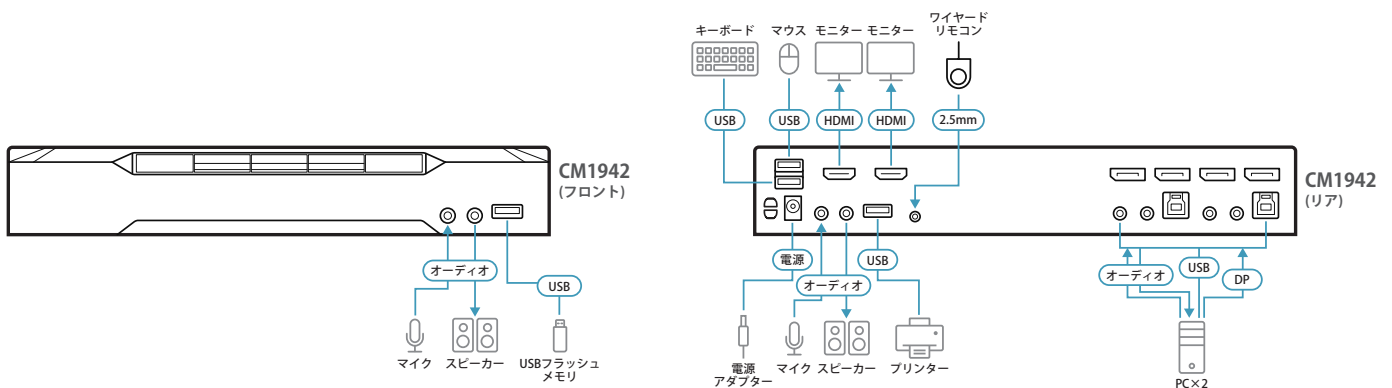 CM1942
(フロント)
オーディオ
USB
マイク
スピーカー
USBフラッシュ
メモリ
キーボード
マウス
モニター
モニター
ワイヤード
リモコン
USB
USB
HDMI
HDMI
2.5mm
CM1942
(リア)
電源
オーディオ
USB
オーディオ
USB
DP
電源
アダプター
マイク
スピーカー
プリンター
PC×2